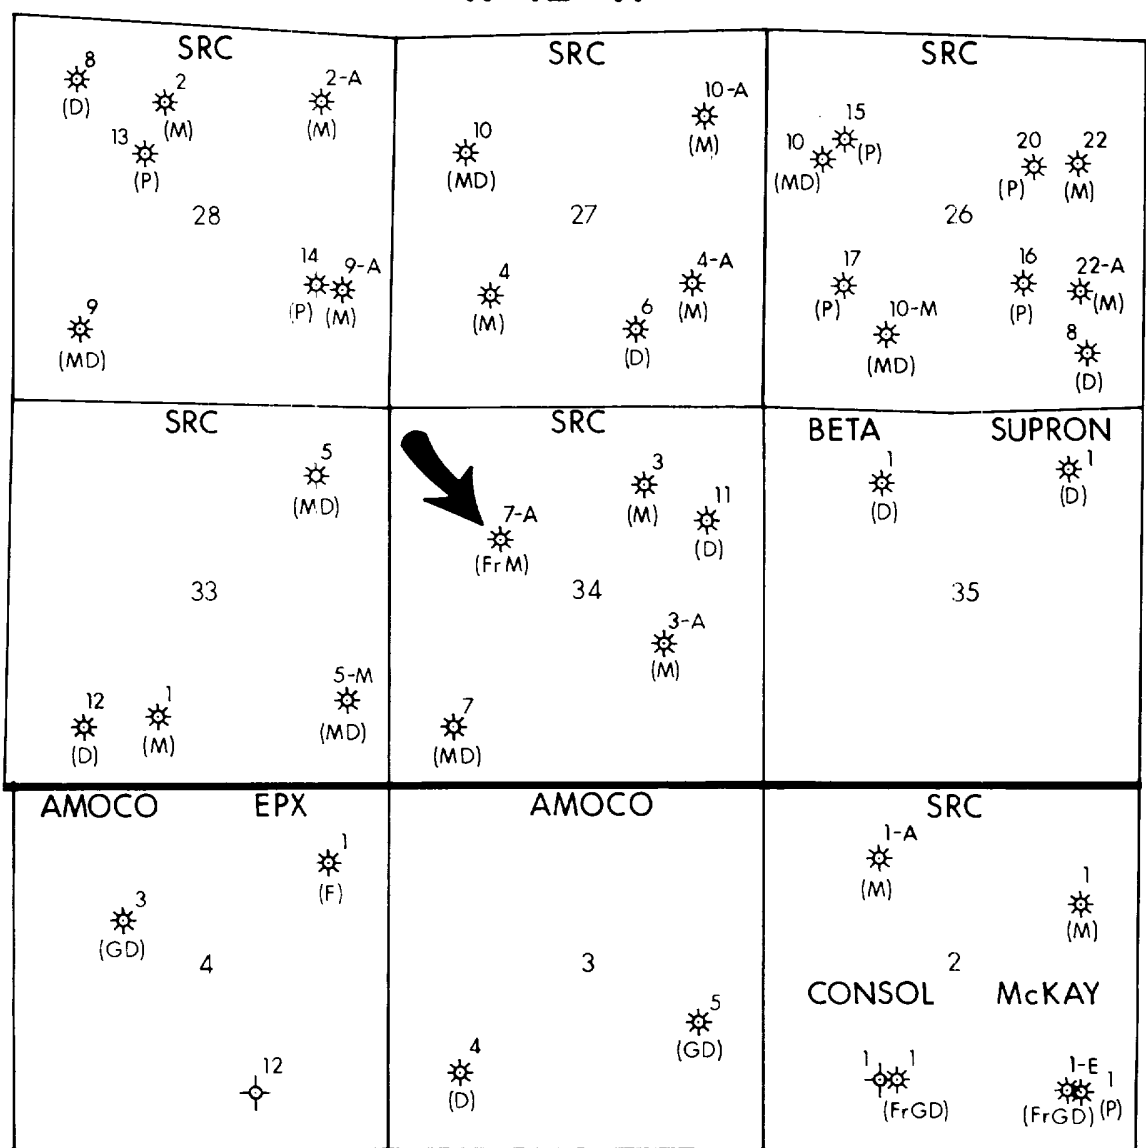 SRC
8
(D)
2
(M)
2-A
(M)
13
(P)
28
14
(P)
9-A
(M)
9
(MD)
SRC
10-A
(M)
10
(MD)
27
4
(M)
4-A
(M)
6
(D)
SRC
15
(P)
10
(MD)
20
(P)
22
(M)
26
17
(P)
16
(P)
22-A
(M)
10-M
(MD)
8
(D)
SRC
5
(MD)
33
12
(D)
1
(M)
5-M
(MD)
SRC
3
(M)
11
(D)
7-A
(FrM)
34
3-A
(M)
7
(MD)
BETA SUPRON
1
(D)
1
(D)
35
AMOCO EPX
1
(F)
3
(GD)
4
12
AMOCO
3
5
(GD)
4
(D)
SRC
1-A
(M)
1
(M)
2
CONSOL McKAY
1
1
(FrGD)
1-E
(FrGD)
1
(P)